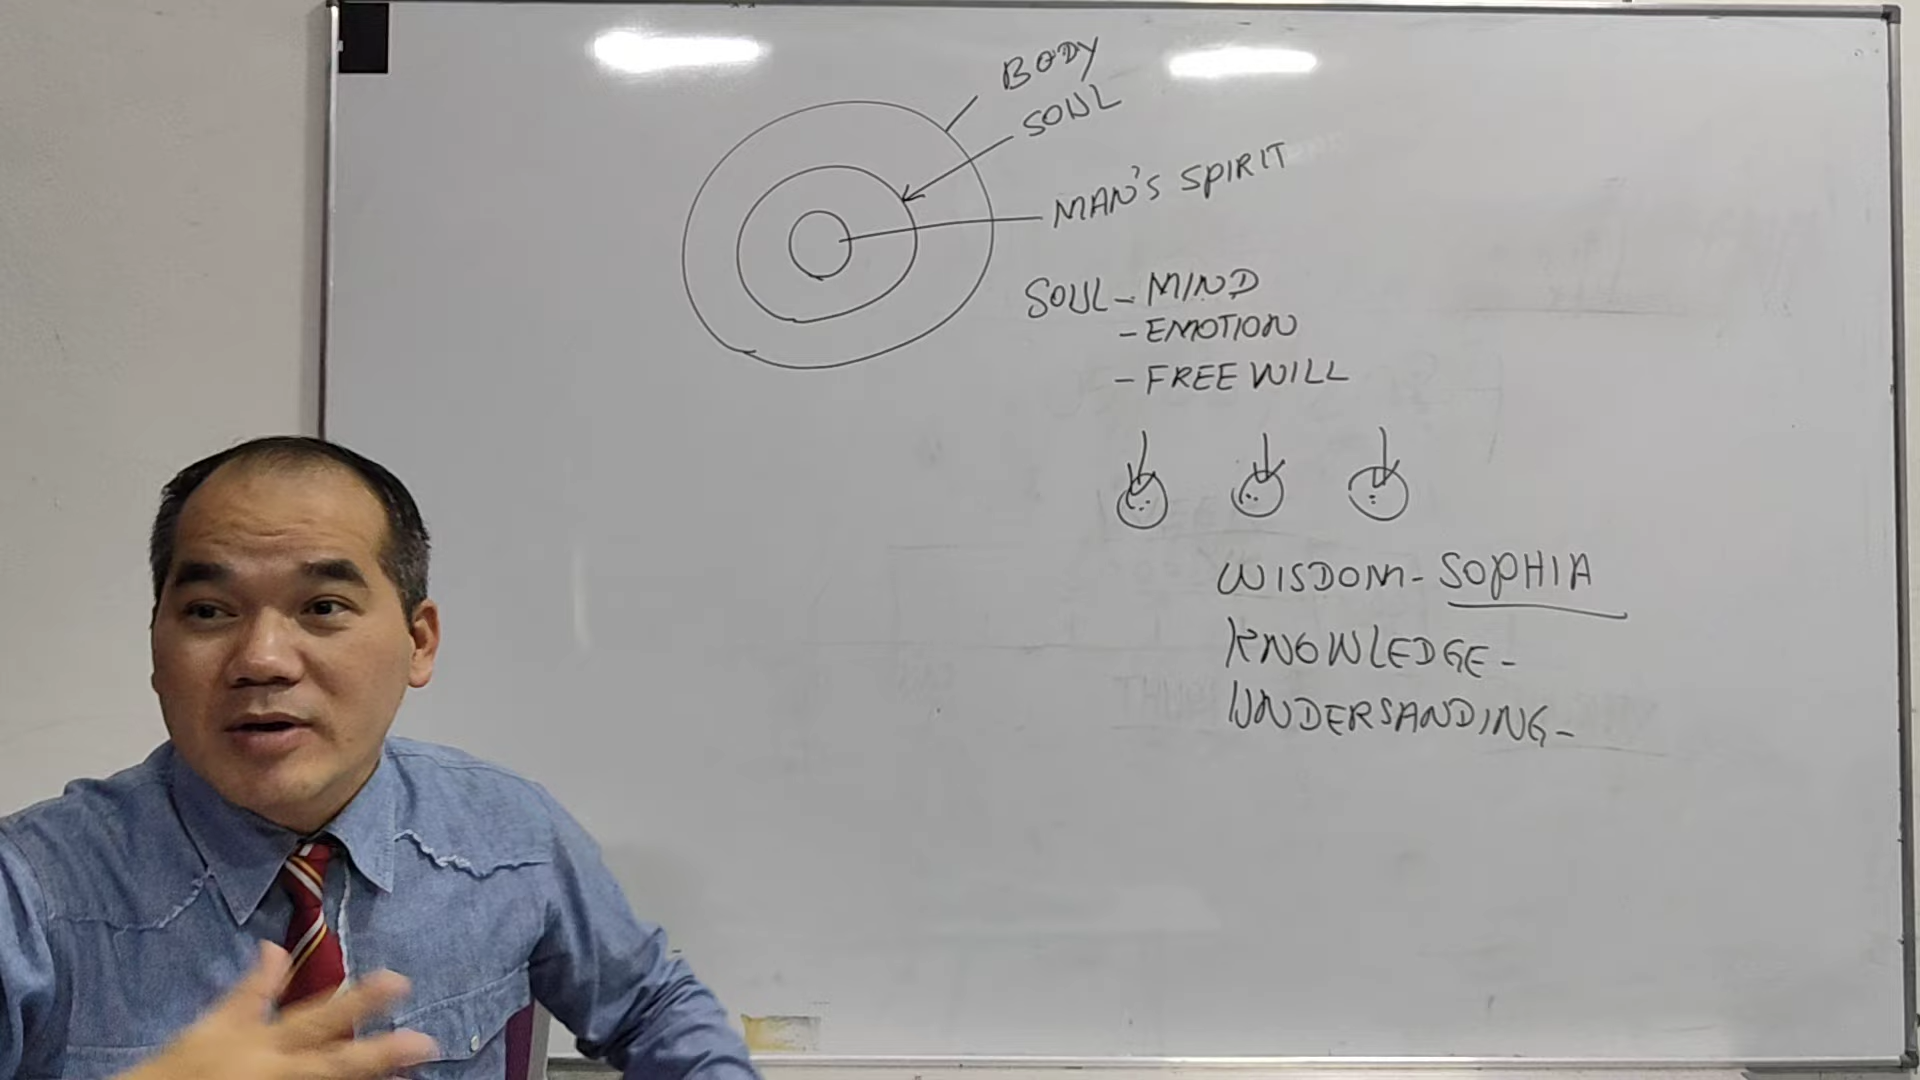 BODY
SOUL
MAN'S SPIRIT
SOUL - MIND
- EMOTION
- FREE WILL
WISDOM - SOPHIA
KNOWLEDGE -
UNDERSANDING -